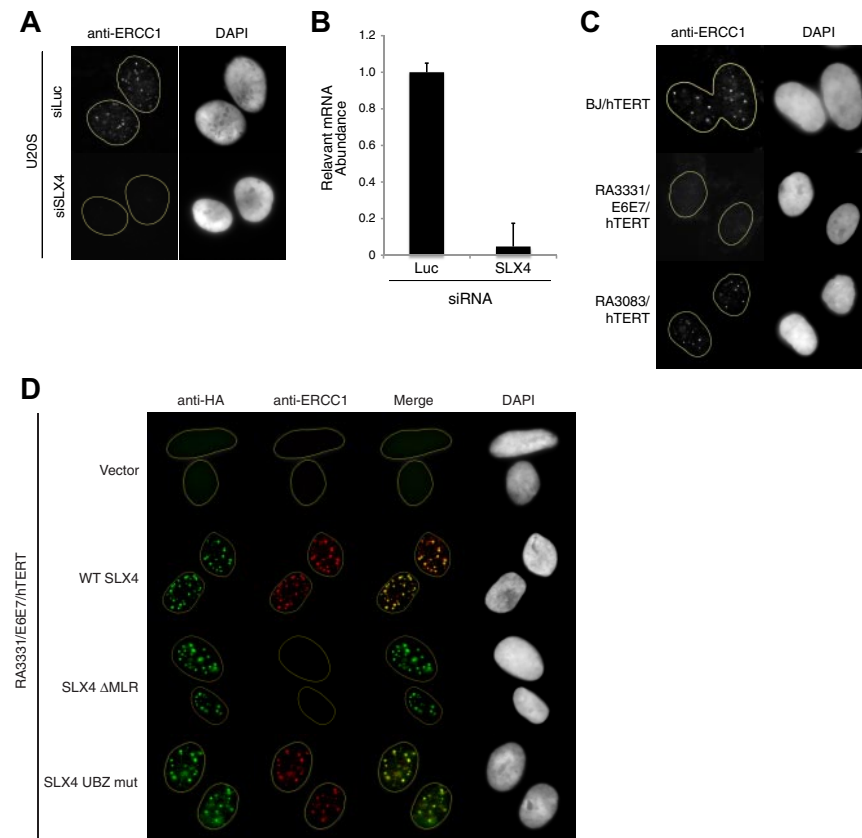 A
anti-ERCC1 DAPI
U20S
siLuc
siSLX4
B
Relavant mRNA
Abundance
1.2
1.0
0.8
0.6
0.4
0.2
0
Luc SLX4
siRNA
C
anti-ERCC1 DAPI
BJ/hTERT
RA3331/
E6E7/
hTERT
RA3083/
hTERT
D
anti-HA anti-ERCC1 Merge DAPI
RA3331/E6E7/hTERT
Vector
WT SLX4
SLX4 ΔMLR
SLX4 UBZ mut